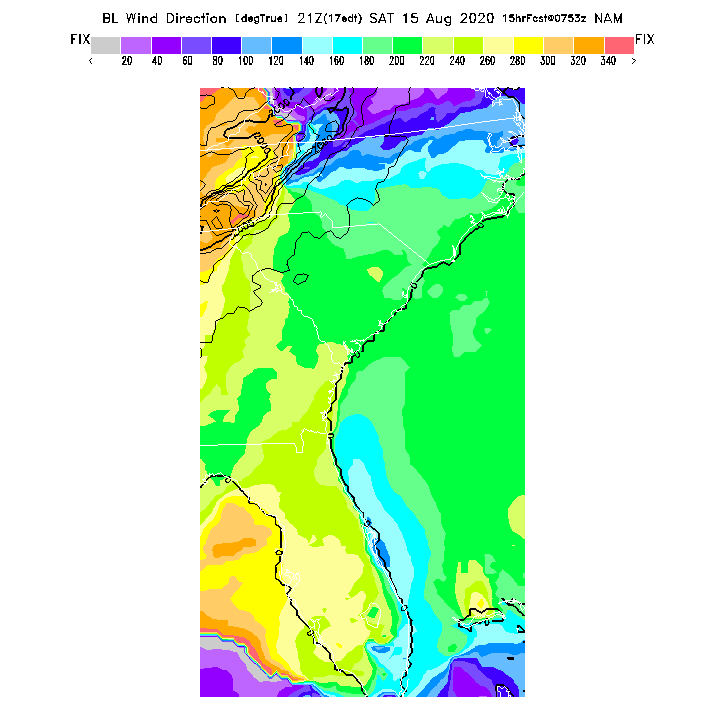 BL Wind Direction [degTrue] 21Z(17edt) SAT 15 Aug 2020 15hrFcst@0753z NAM
FIX FIX
< 20 40 60 80 100 120 140 160 180 200 220 240 260 280 300 320 340 >